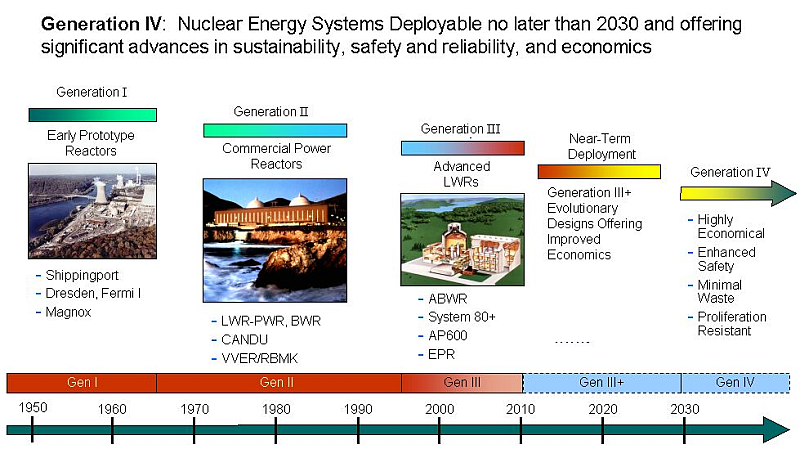 Generation IV:  Nuclear Energy Systems Deployable no later than 2030 and offering
significant advances in sustainability, safety and reliability, and economics
Generation I
Early Prototype
Reactors
- Shippingport
- Dresden, Fermi I
- Magnox
Generation II
Commercial Power
Reactors
- LWR-PWR, BWR
- CANDU
- VVER/RBMK
Generation III
Advanced
LWRs
- ABWR
- System 80+
- AP600
- EPR
Near-Term
Deployment
Generation III+
Evolutionary
Designs Offering
Improved
Economics
.......
Generation IV
- Highly
Economical
- Enhanced
Safety
- Minimal
Waste
- Proliferation
Resistant
Gen I Gen II Gen III Gen III+ Gen IV
1950 1960 1970 1980 1990 2000 2010 2020 2030